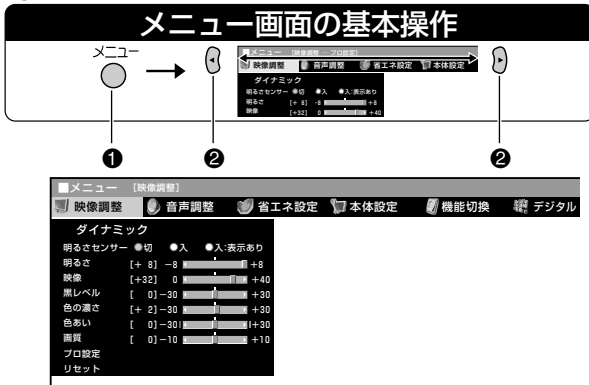 メニュー画面の基本操作
メニュー
■メニュー [映像調整 … プロ設定]
映像調整 音声調整 省エネ設定 本体設定
ダイナミック
明るさセンサー ●切 ●入 ●入:表示あり
明るさ [+ 8] -8 +8
映像 [+32] 0 +40
❶ ❷ ❷
■メニュー [映像調整]
映像調整 音声調整 省エネ設定 本体設定 機能切換 デジタル
ダイナミック
明るさセンサー ●切 ●入 ●入:表示あり
明るさ [+ 8] −8 +8
映像 [+32] 0 +40
黒レベル [ 0] −30 +30
色の濃さ [+ 2] −30 +30
色あい [ 0] −30 +30
画質 [ 0] −10 +10
プロ設定
リセット